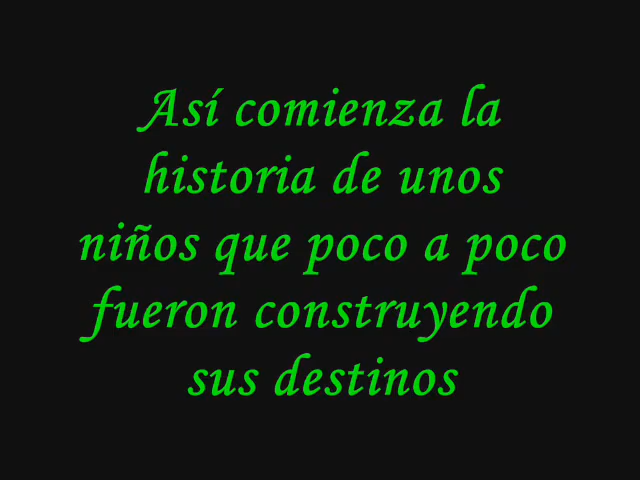 Así comienza la
historia de unos
niños que poco a poco
fueron construyendo
sus destinos